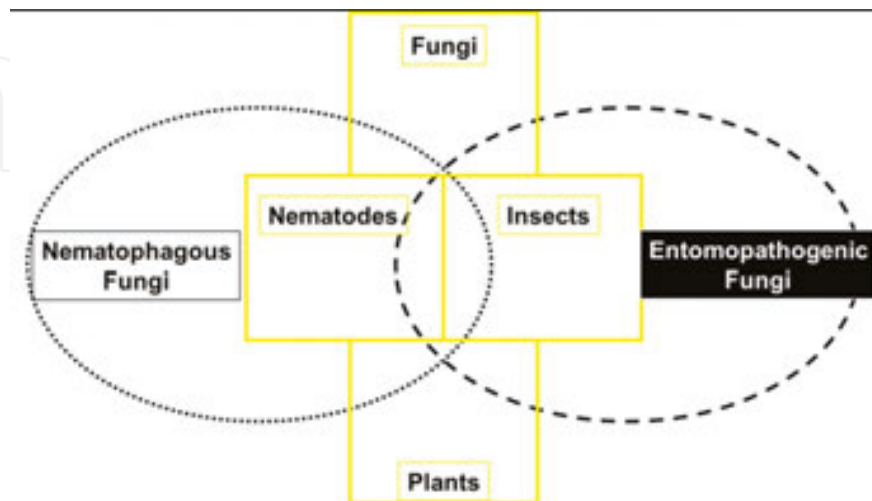 Fungi
Nematodes
Insects
Nematophagous
Fungi
Entomopathogenic
Fungi
Plants